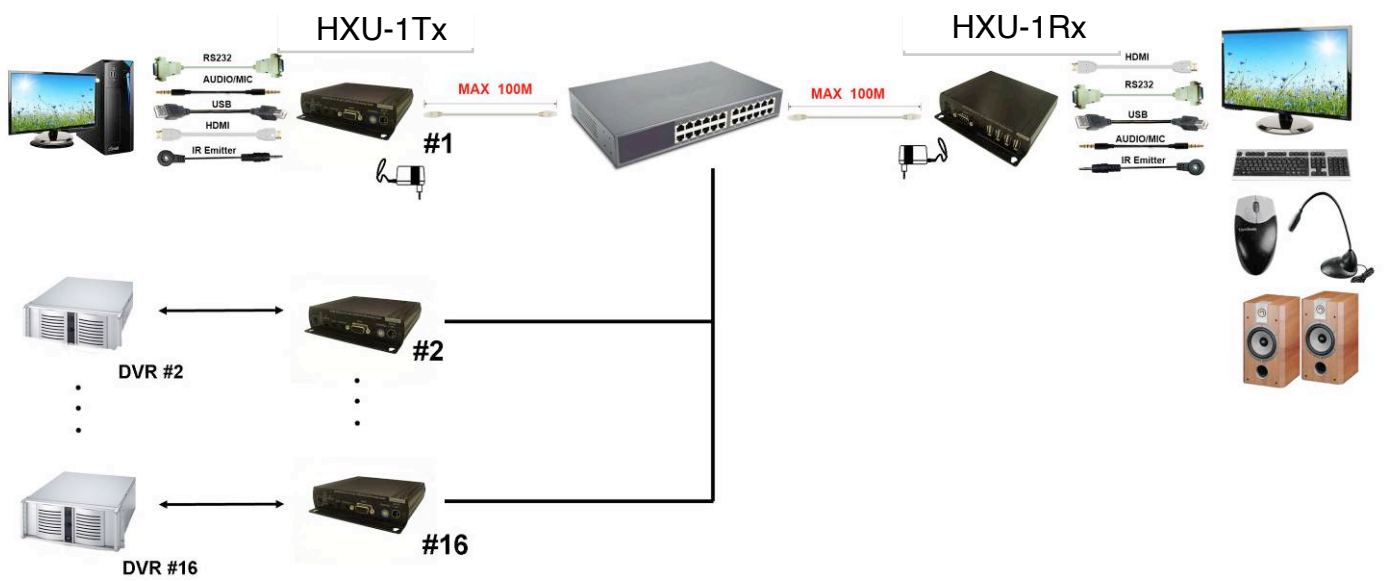 HXU-1Tx
HXU-1Rx
RS232
AUDIO/MIC
USB
HDMI
IR Emitter
#1
MAX 100M
MAX 100M
HDMI
RS232
USB
AUDIO/MIC
IR Emitter
DVR #2
#2
DVR #16
#16